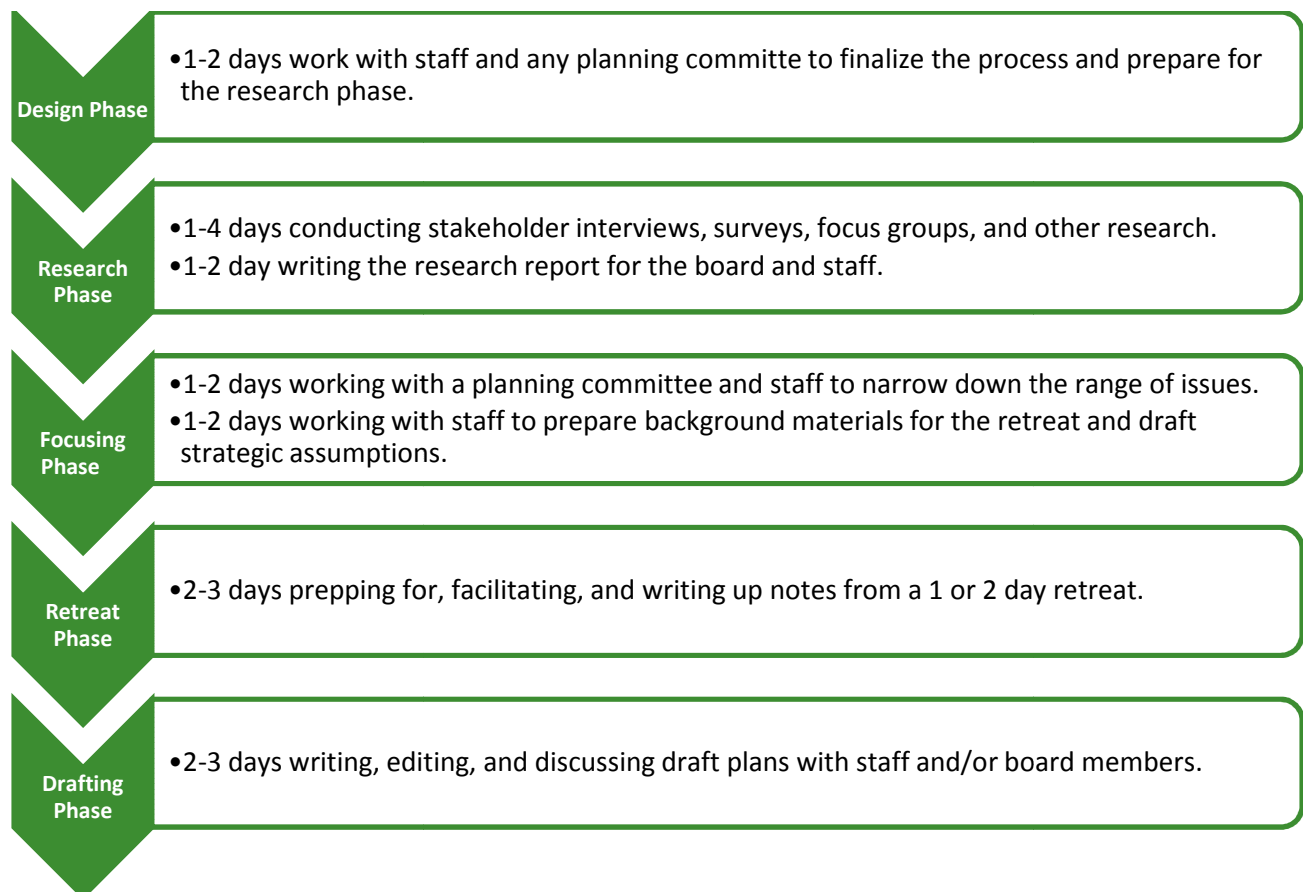 Design Phase
•1-2 days work with staff and any planning committe to finalize the process and prepare for
the research phase.
Research
Phase
•1-4 days conducting stakeholder interviews, surveys, focus groups, and other research.
•1-2 day writing the research report for the board and staff.
Focusing
Phase
•1-2 days working with a planning committee and staff to narrow down the range of issues.
•1-2 days working with staff to prepare background materials for the retreat and draft
strategic assumptions.
Retreat
Phase
•2-3 days prepping for, facilitating, and writing up notes from a 1 or 2 day retreat.
Drafting
Phase
•2-3 days writing, editing, and discussing draft plans with staff and/or board members.